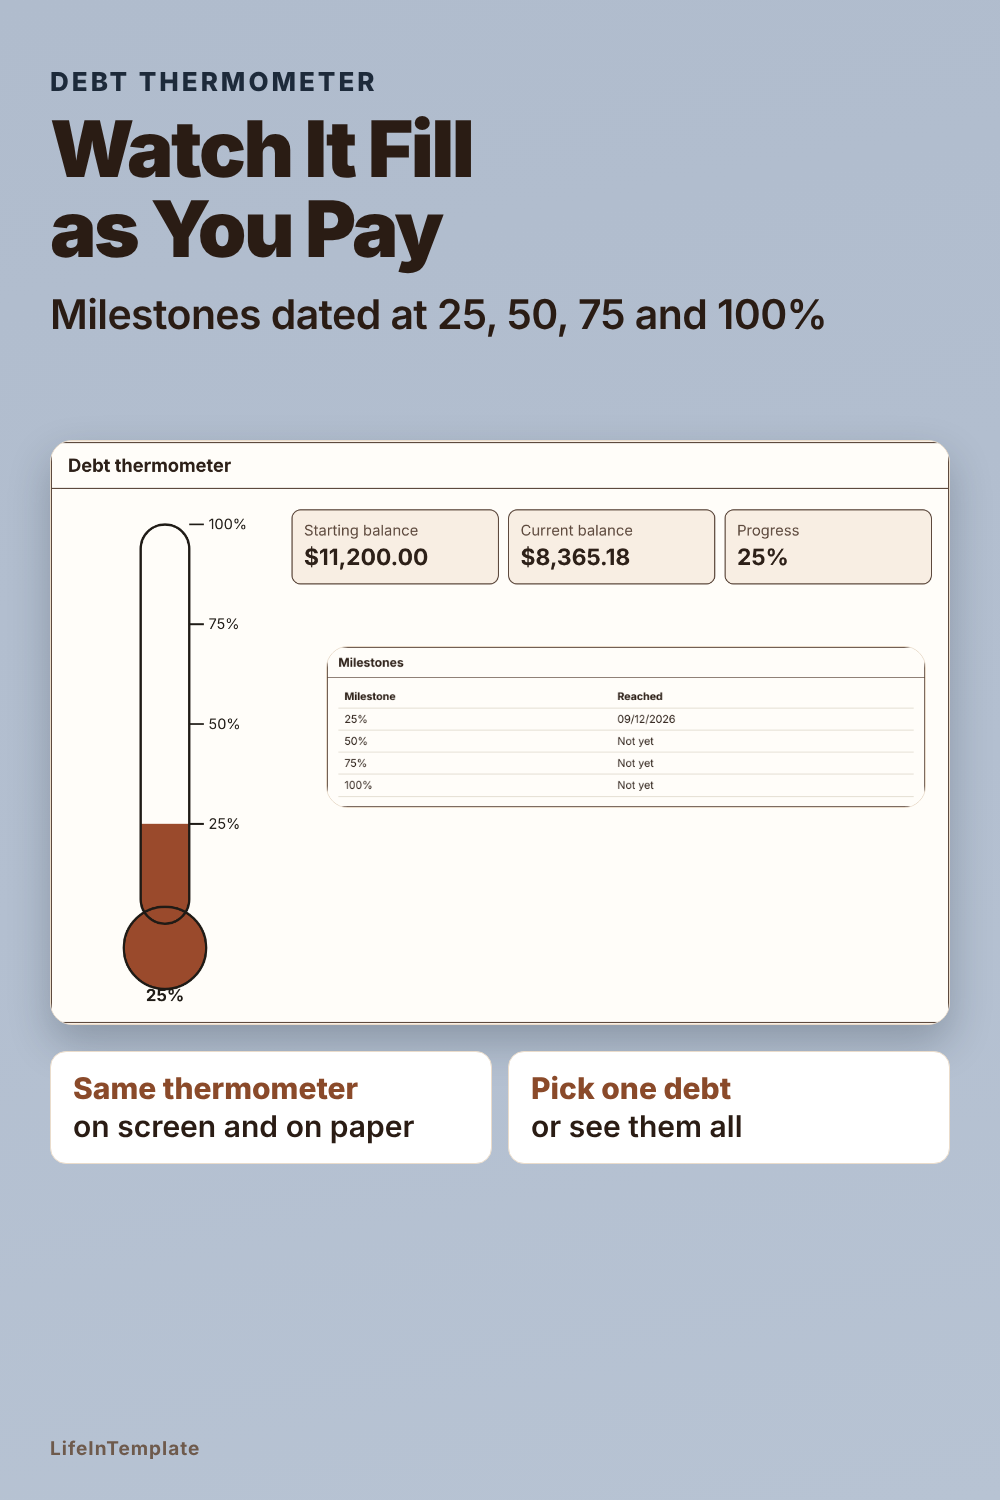 DEBT THERMOMETER
Watch It Fill
as You Pay
Milestones dated at 25, 50, 75 and 100%
Debt thermometer
100%
75%
50%
25%
25%
Starting balance
$11,200.00
Current balance
$8,365.18
Progress
25%
Milestones
Milestone Reached
25% 09/12/2026
50% Not yet
75% Not yet
100% Not yet
Same thermometer
on screen and on paper
Pick one debt
or see them all
LifeInTemplate